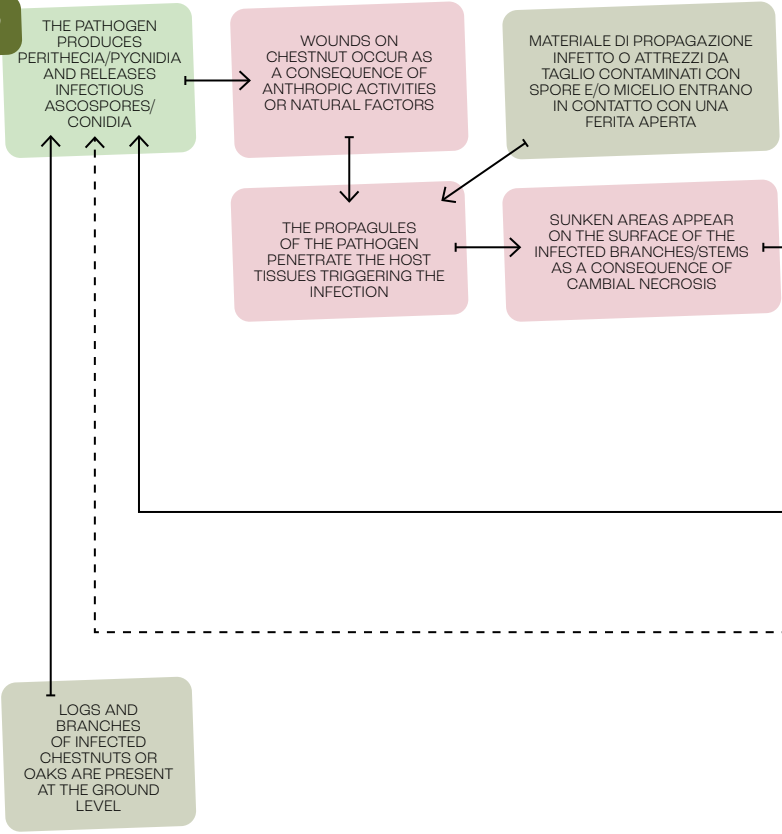 THE PATHOGEN
PRODUCES
PERITHECIA/PYCNIDIA
AND RELEASES
INFECTIOUS
ASCOSPORES/
CONIDIA
WOUNDS ON
CHESTNUT OCCUR AS
A CONSEQUENCE OF
ANTHROPIC ACTIVITIES
OR NATURAL FACTORS
MATERIALE DI PROPAGAZIONE
INFETTO O ATTREZZI DA
TAGLIO CONTAMINATI CON
SPORE E/O MICELIO ENTRANO
IN CONTATTO CON UNA
FERITA APERTA
THE PROPAGULES
OF THE PATHOGEN
PENETRATE THE HOST
TISSUES TRIGGERING THE
INFECTION
SUNKEN AREAS APPEAR
ON THE SURFACE OF THE
INFECTED BRANCHES/STEMS
AS A CONSEQUENCE OF
CAMBIAL NECROSIS
LOGS AND
BRANCHES
OF INFECTED
CHESTNUTS OR
OAKS ARE PRESENT
AT THE GROUND
LEVEL